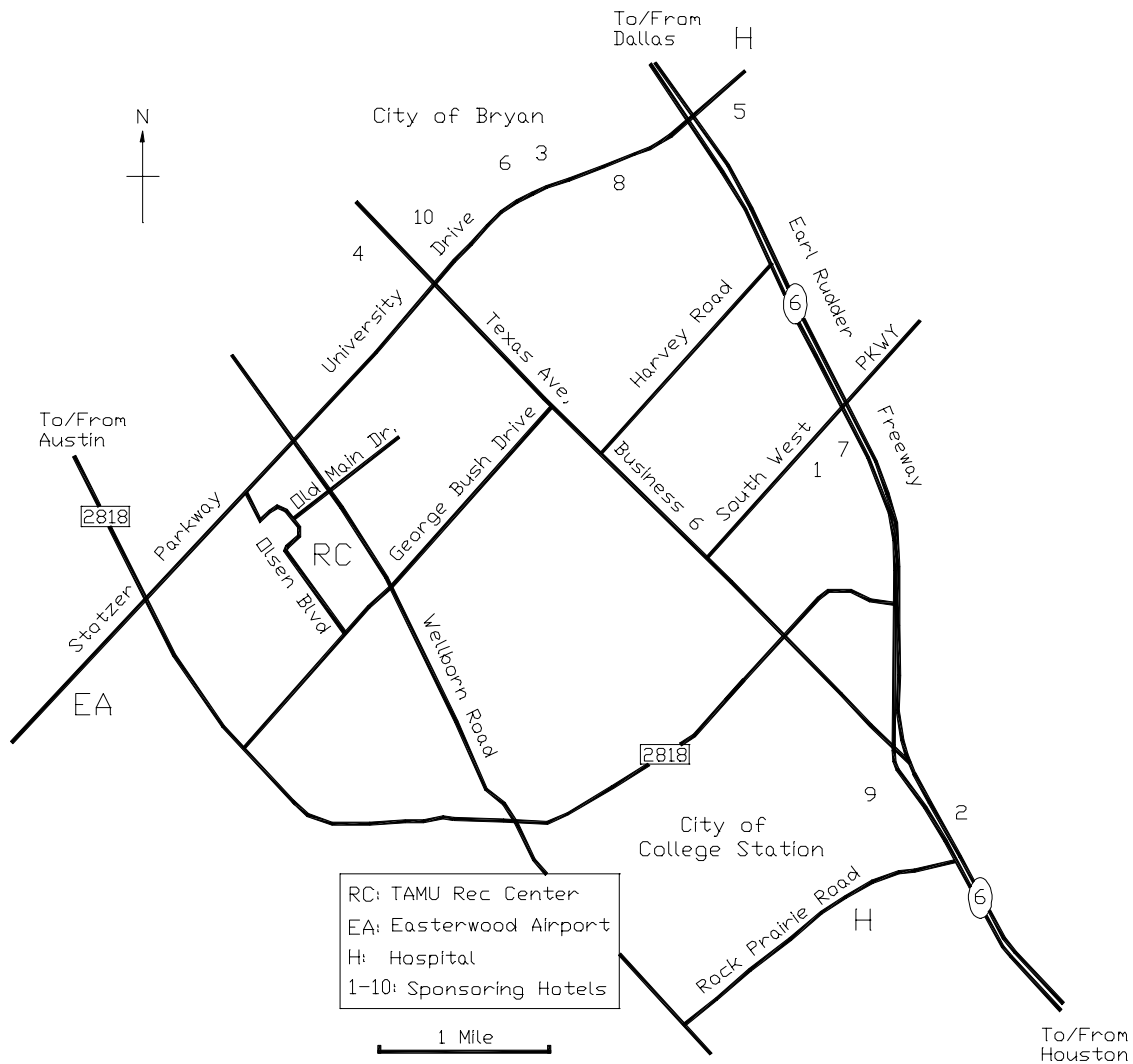 To/From
Dallas
H
N
City of Bryan
5
6
3
8
10
4
University
Drive
Earl Rudder
Freeway
6
Texas Ave,
Business 6
Harvey Road
South West
PKWY
7
1
To/From
Austin
2818
Statzer
Parkway
Old Main Dr,
George Bush Drive
Olsen Blvd
RC
EA
Wellborn Road
2818
9
2
City of
College Station
6
Rock Prairie Road
H
RC: TAMU Rec Center
EA: Easterwood Airport
H: Hospital
1-10: Sponsoring Hotels
1 Mile
To/From
Houston